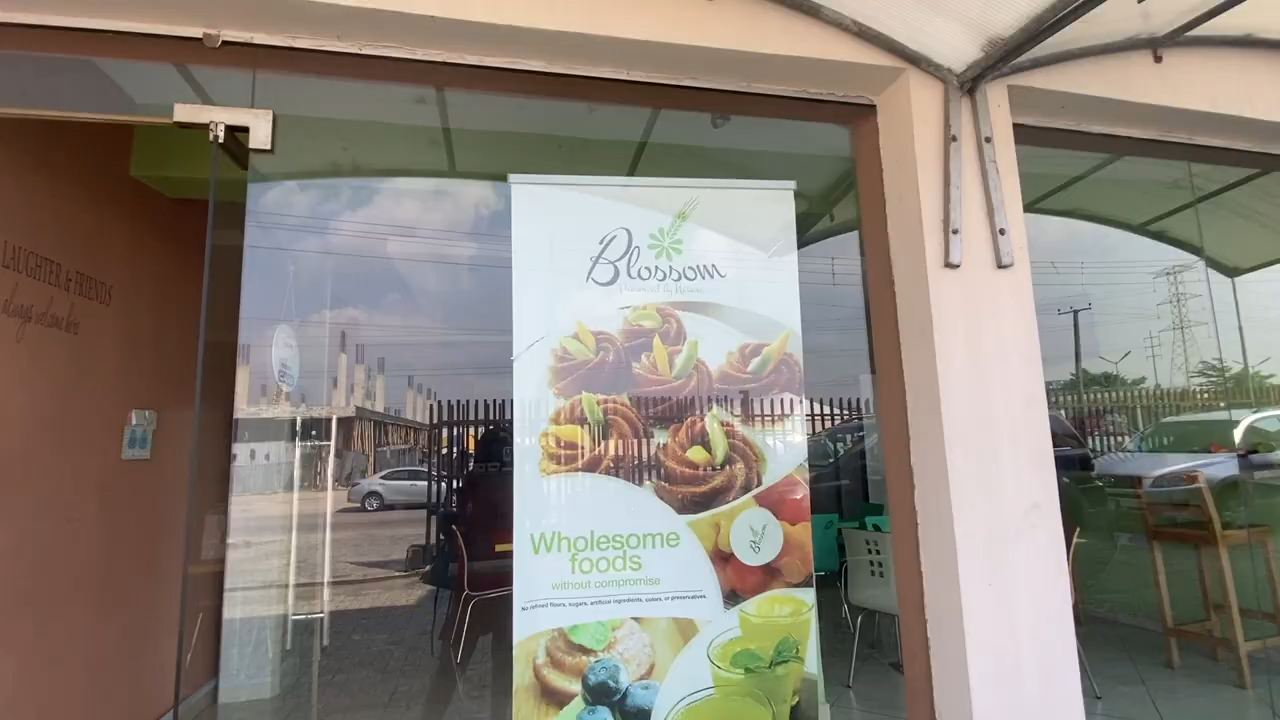 LAUGHTER & FRIENDS
always welcome here
Blossom
Blossom
Wholesome
foods
without compromise
No refined flours, sugars, artificial ingredients, colors, or preservatives.